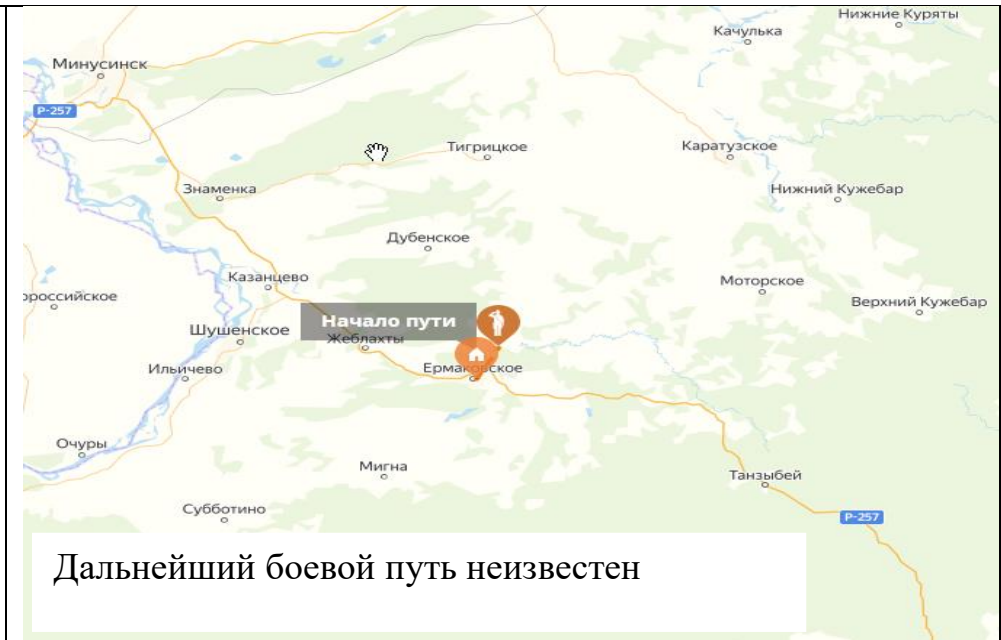 Нижние Куряты
Качулька
Минусинск
Р-257
Тигрицкое
Каратузское
Знаменка
Нижний Кужебар
Дубенское
Казанцево
Моторское
ороссийское
Верхний Кужебар
Начало пути
Шушенское
Жеблахты
Ильичево
Ермаковское
Очуры
Мигна
Танзыбей
Субботино
Р-257
Дальнейший боевой путь неизвестен